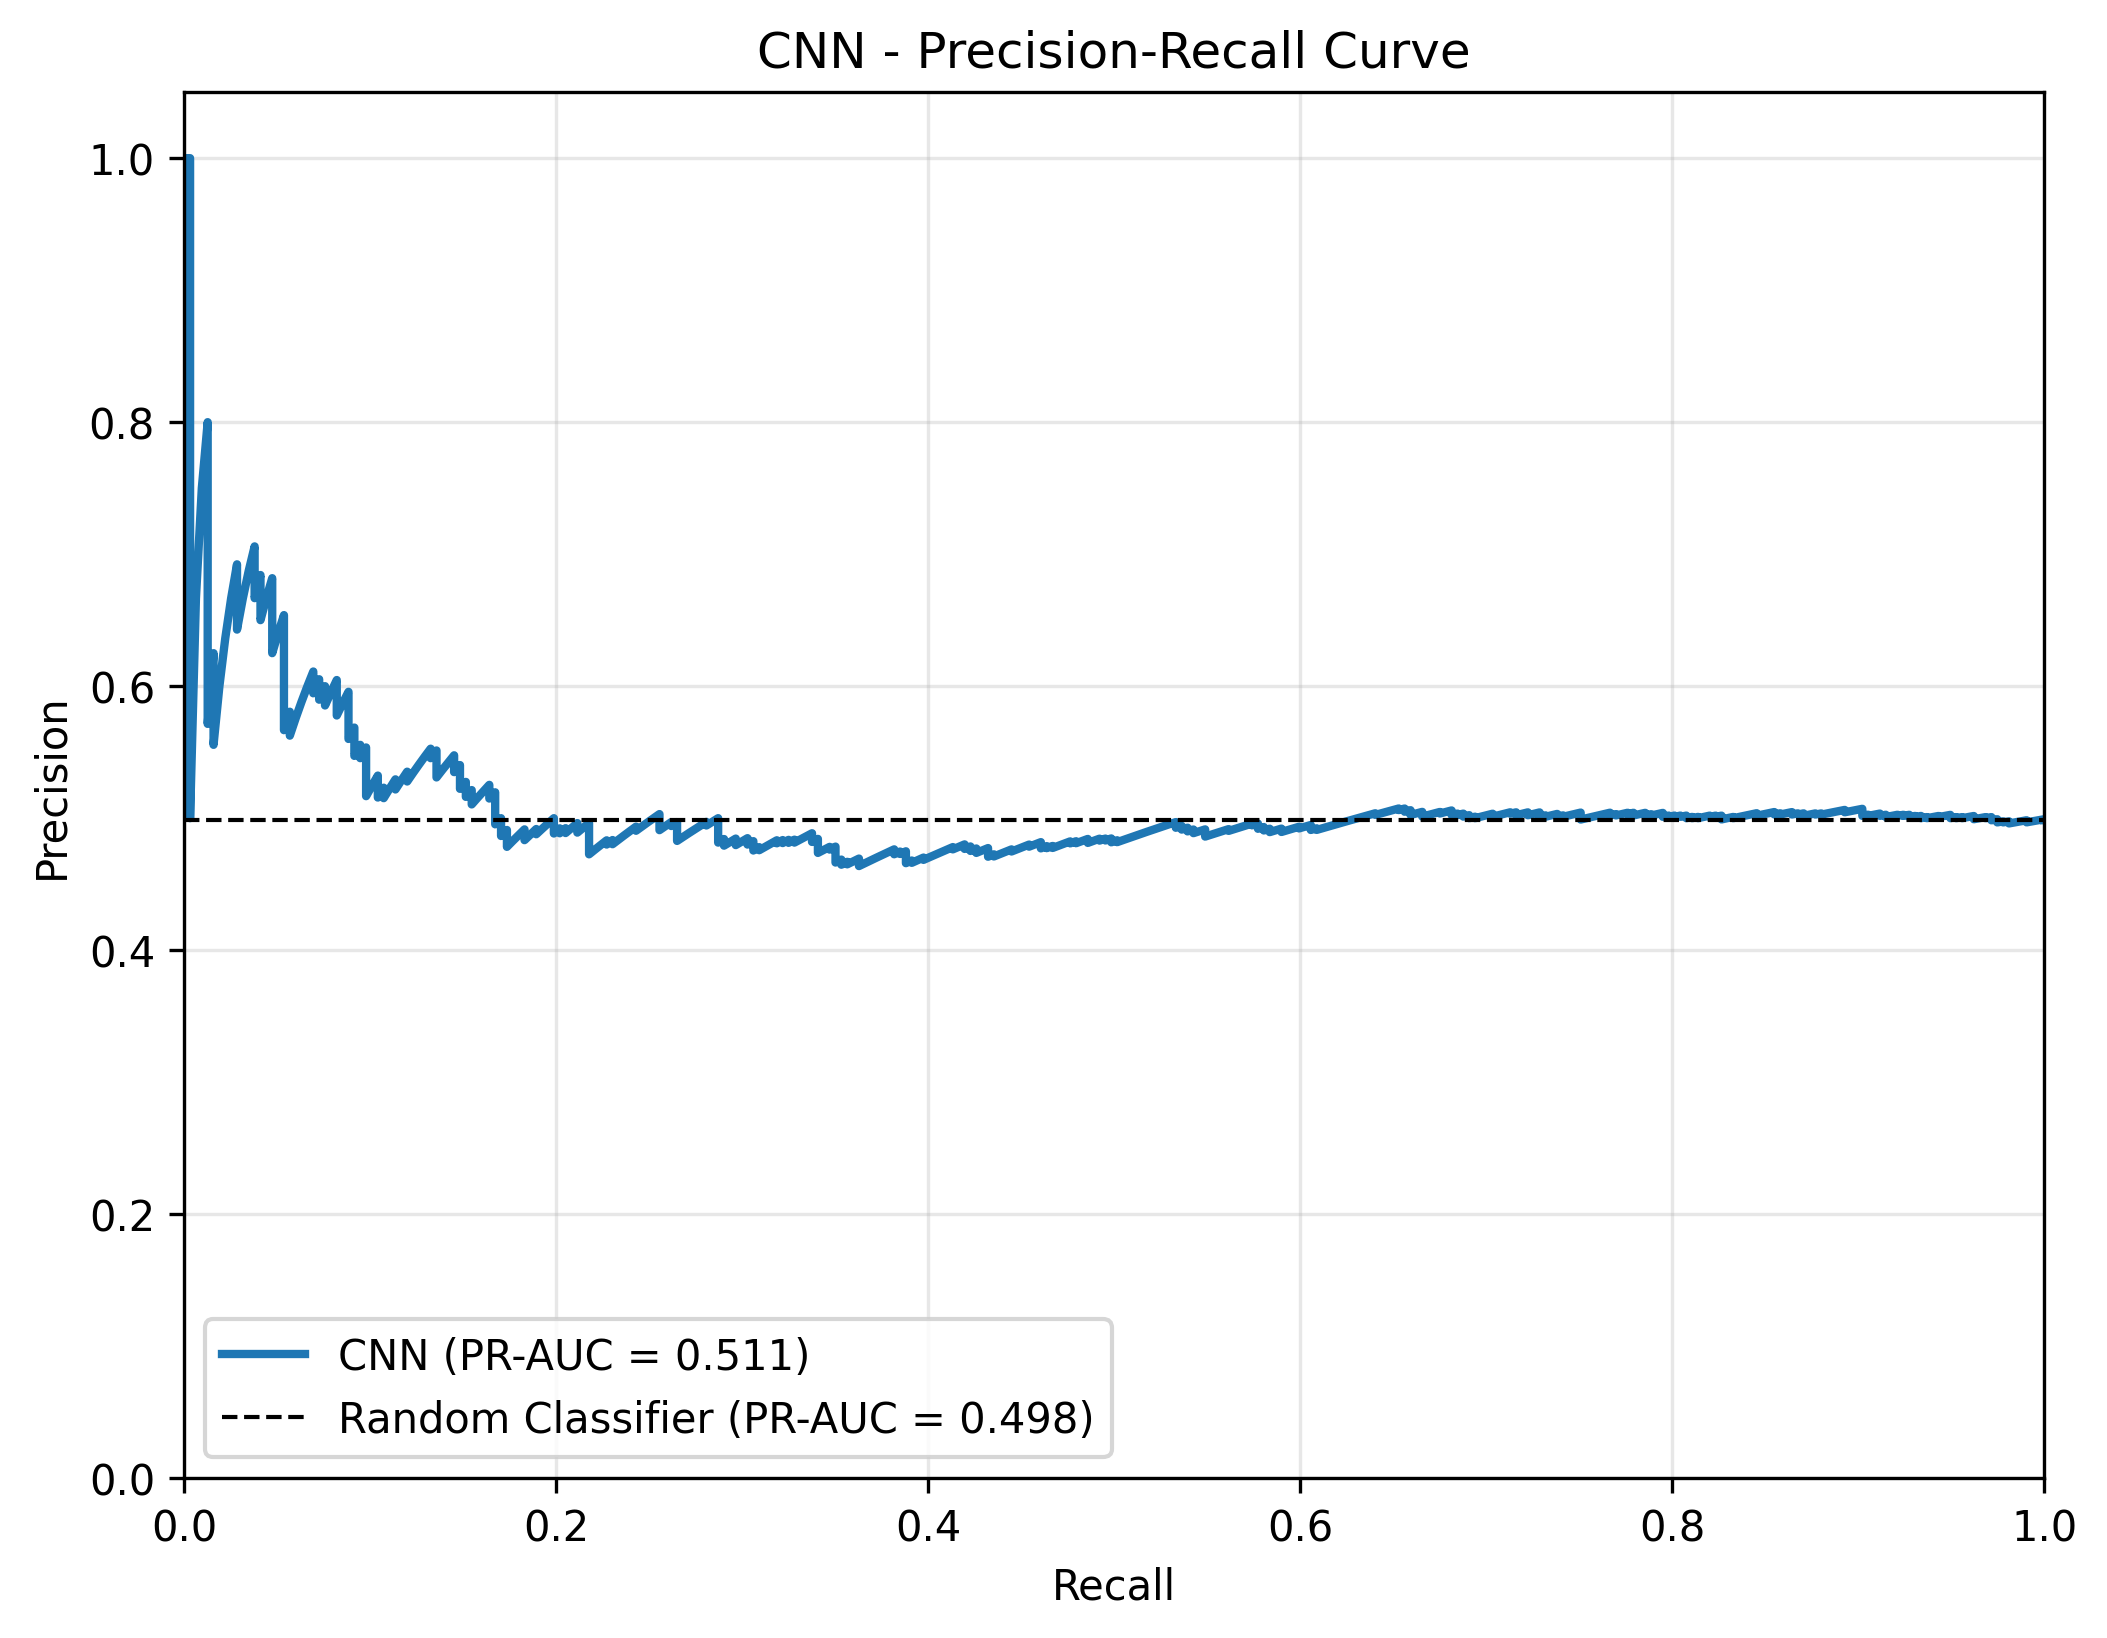 CNN - Precision-Recall Curve
1.0
0.8
0.6
0.4
0.2
0.0
Precision
CNN (PR-AUC = 0.511)
Random Classifier (PR-AUC = 0.498)
0.0 0.2 0.4 0.6 0.8 1.0
Recall